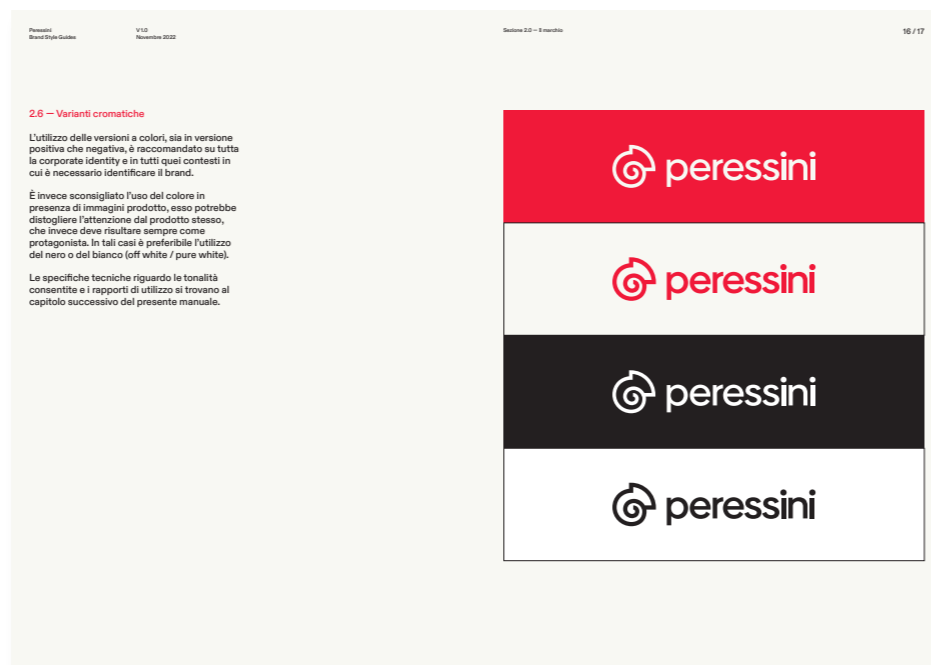 Peressini
Brand Style Guides
V 1.0
Novembre 2022
Sezione 2.0 — Il marchio
16 / 17
2.6 — Varianti cromatiche
L’utilizzo delle versioni a colori, sia in versione
positiva che negativa, è raccomandato su tutta
la corporate identity e in tutti quei contesti in
cui è necessario identificare il brand.
È invece sconsigliato l’uso del colore in
presenza di immagini prodotto, esso potrebbe
distogliere l’attenzione dal prodotto stesso,
che invece deve risultare sempre come
protagonista. In tali casi è preferibile l’utilizzo
del nero o del bianco (off white / pure white).
Le specifiche tecniche riguardo le tonalità
consentite e i rapporti di utilizzo si trovano al
capitolo successivo del presente manuale.
peressini
peressini
peressini
peressini